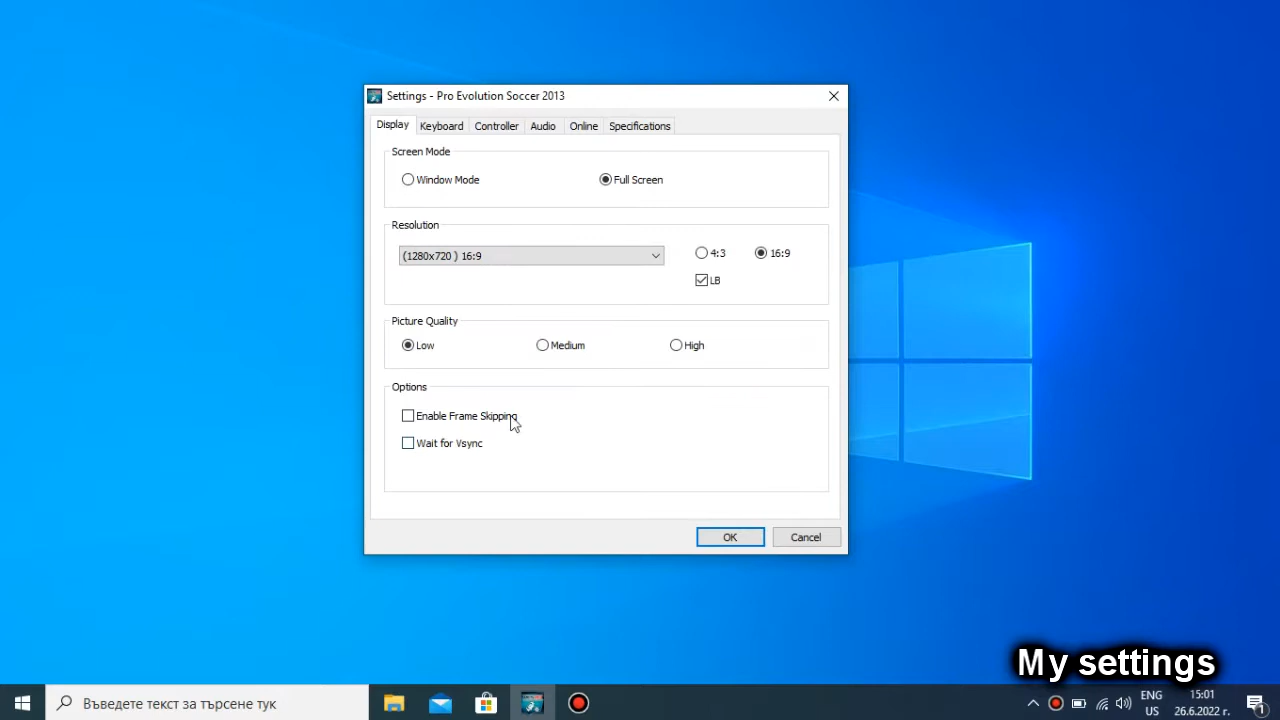 Settings - Pro Evolution Soccer 2013
Display Keyboard Controller Audio Online Specifications
Screen Mode
Window Mode Full Screen
Resolution
(1280x720 ) 16:9 4:3 16:9
LB
Picture Quality
Low Medium High
Options
Enable Frame Skipping
Wait for Vsync
OK Cancel
My settings
Въведете текст за търсене тук
ENG 15:01
US 26.6.2022 г.
1